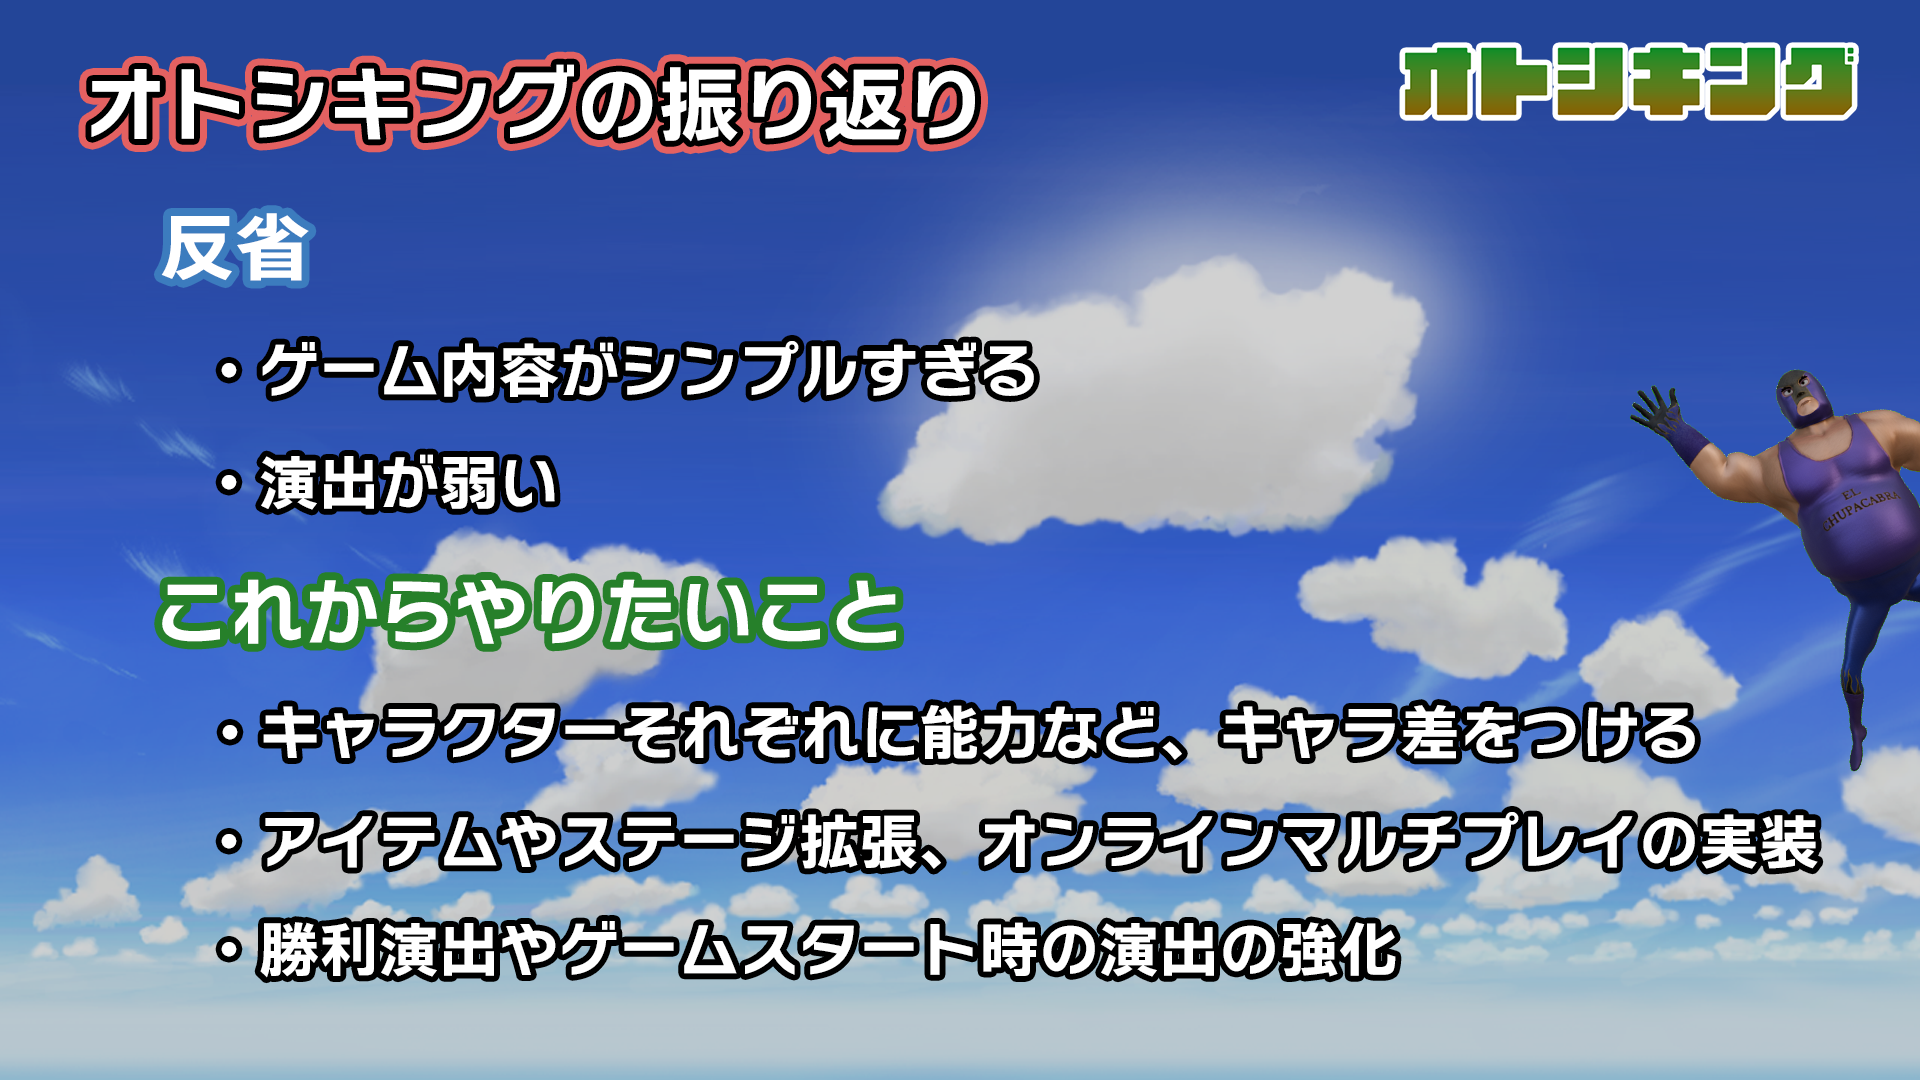 オトシキングの振り返り
オトシキング
反省
・ゲーム内容がシンプルすぎる
・演出が弱い
EL
CHUPACABRA
これからやりたいこと
・キャラクターそれぞれに能力など、キャラ差をつける
・アイテムやステージ拡張、オンラインマルチプレイの実装
・勝利演出やゲームスタート時の演出の強化